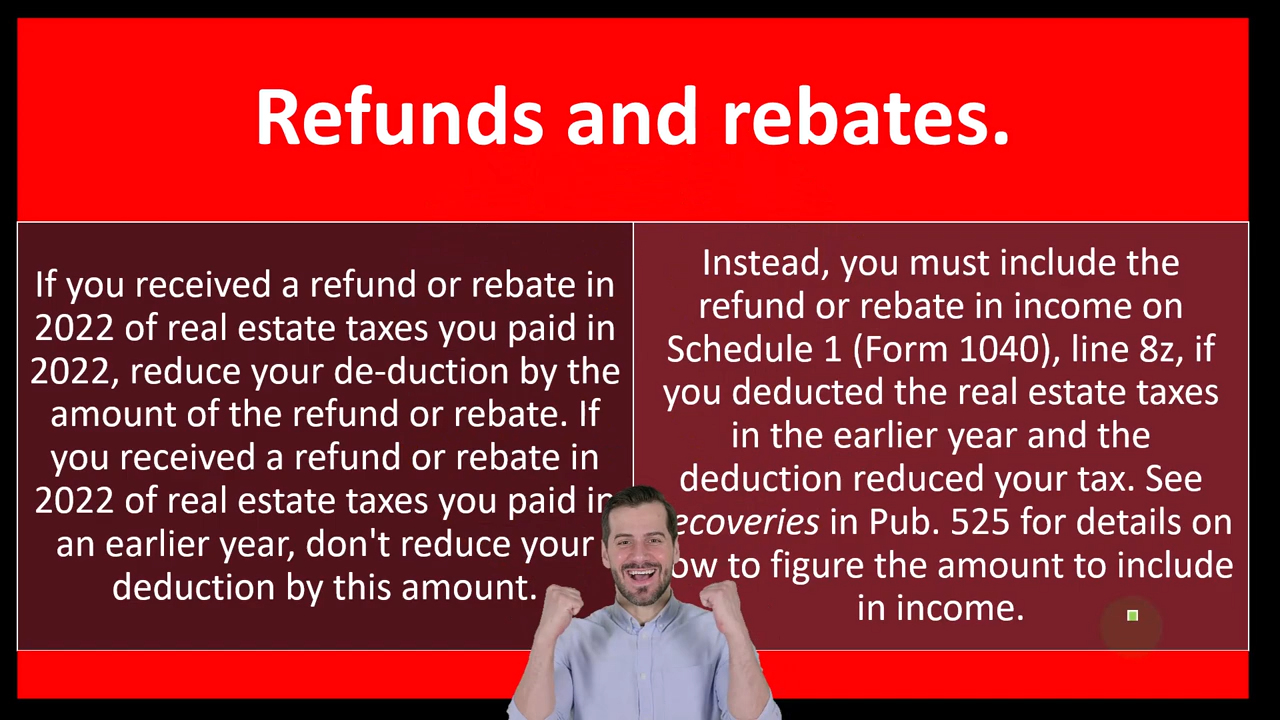 Refunds and rebates.
If you received a refund or rebate in
2022 of real estate taxes you paid in
2022, reduce your de-duction by the
amount of the refund or rebate. If
you received a refund or rebate in
2022 of real estate taxes you paid in
an earlier year, don't reduce your
deduction by this amount.
Instead, you must include the
refund or rebate in income on
Schedule 1 (Form 1040), line 8z, if
you deducted the real estate taxes
in the earlier year and the
deduction reduced your tax. See
ecoveries in Pub. 525 for details on
ow to figure the amount to include
in income.